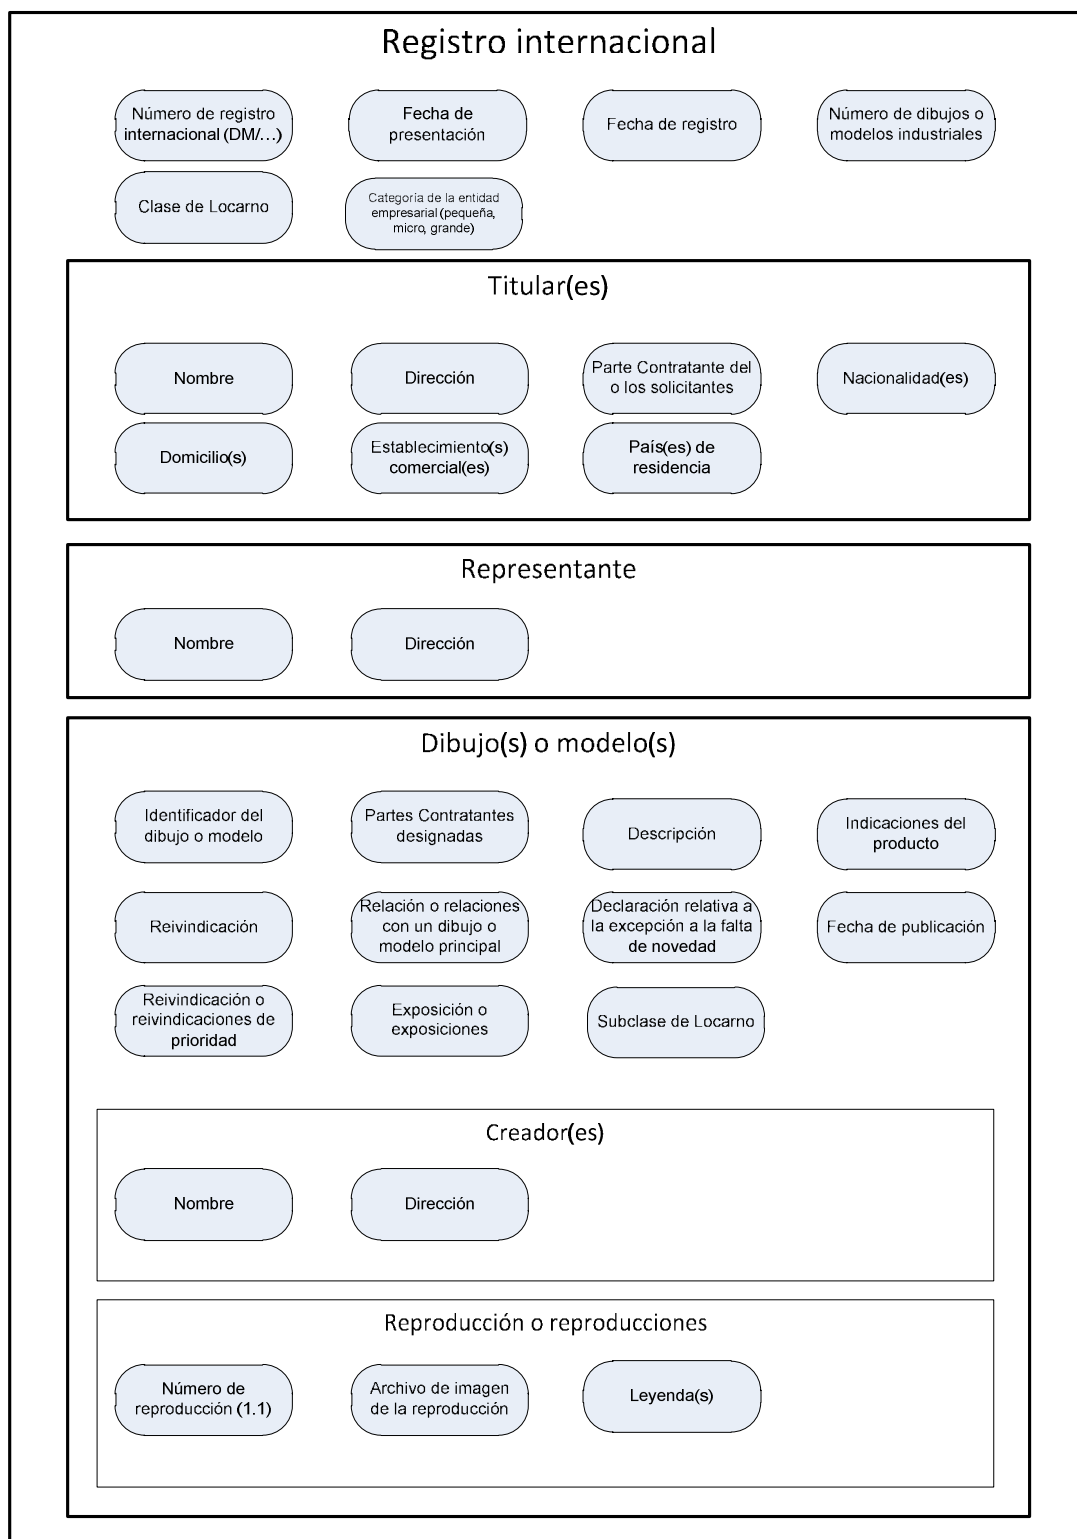 Registro internacional
Número de registro
internacional (DM/…)
Fecha de
presentación
Fecha de registro
Número de dibujos o
modelos industriales
Clase de Locarno
Categoría de la entidad
empresarial (pequeña,
micro, grande)
Titular(es)
Nombre
Dirección
Parte Contratante del
o los solicitantes
Nacionalidad(es)
Domicilio(s)
Establecimiento(s)
comercial(es)
País(es) de
residencia
Representante
Nombre
Dirección
Dibujo(s) o modelo(s)
Identificador del
dibujo o modelo
Partes Contratantes
designadas
Descripción
Indicaciones del
producto
Reivindicación
Relación o relaciones
con un dibujo o
modelo principal
Declaración relativa a
la excepción a la falta
de novedad
Fecha de publicación
Reivindicación o
reivindicaciones de
prioridad
Exposición o
exposiciones
Subclase de Locarno
Creador(es)
Nombre
Dirección
Reproducción o reproducciones
Número de
reproducción (1.1)
Archivo de imagen
de la reproducción
Leyenda(s)